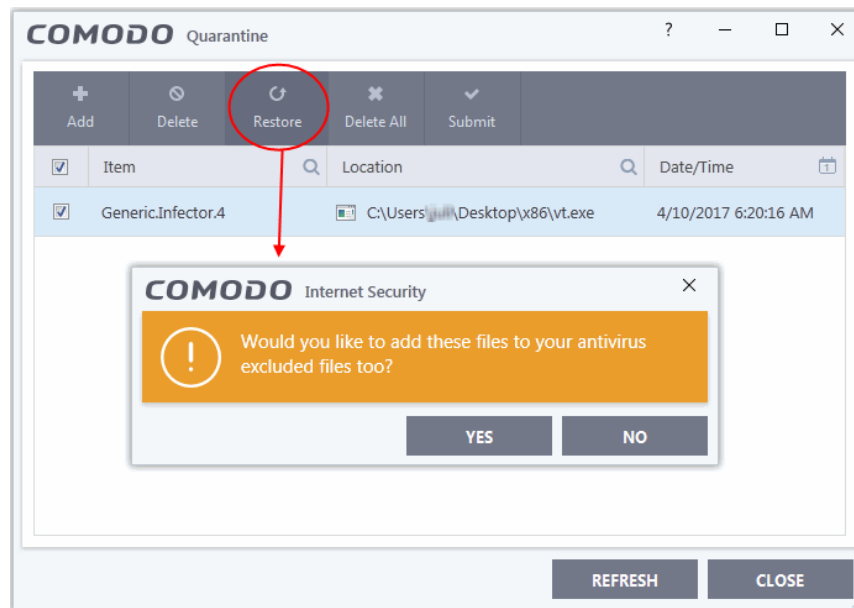 COMODO Quarantine
?
Add Delete Restore Delete All Submit
Item Location Date/Time
1
Generic.Infector.4 C:\Users\ \Desktop\x86\vt.exe 4/10/2017 6:20:16 AM
COMODO Internet Security
!
Would you like to add these files to your antivirus
excluded files too?
YES NO
REFRESH CLOSE